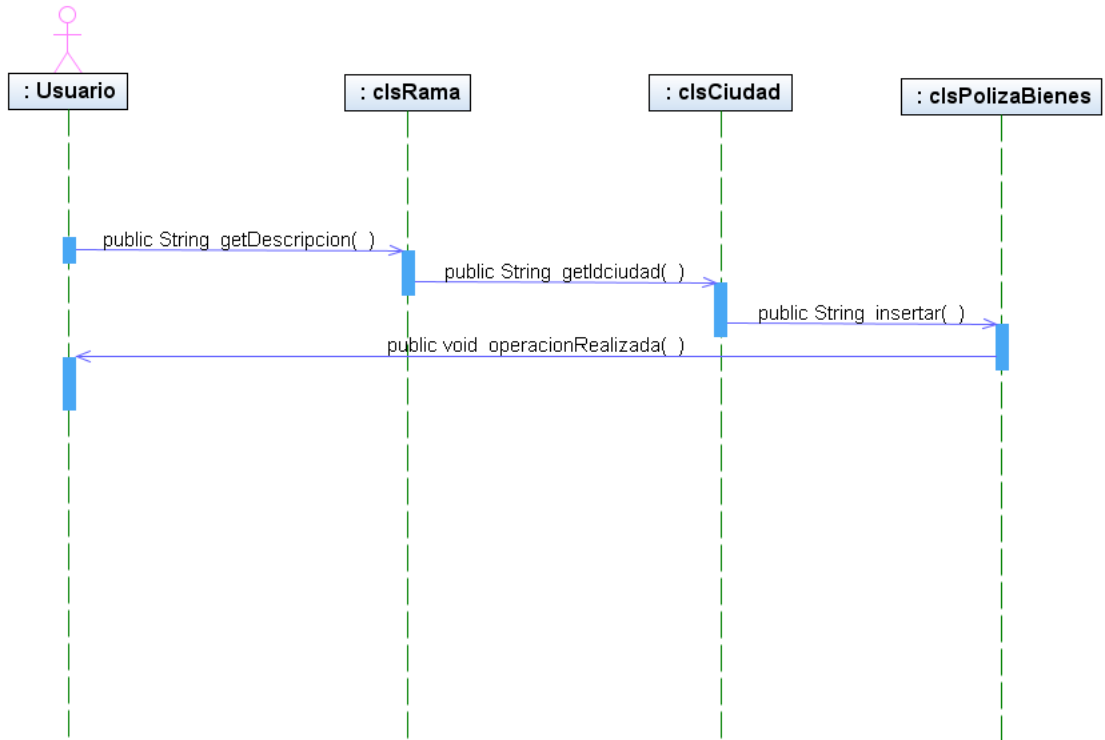 : Usuario
: clsRama
: clsCiudad
: clsPolizaBienes
public String getDescripcion( )
public String getIdciudad( )
public String insertar( )
public void operacionRealizada( )